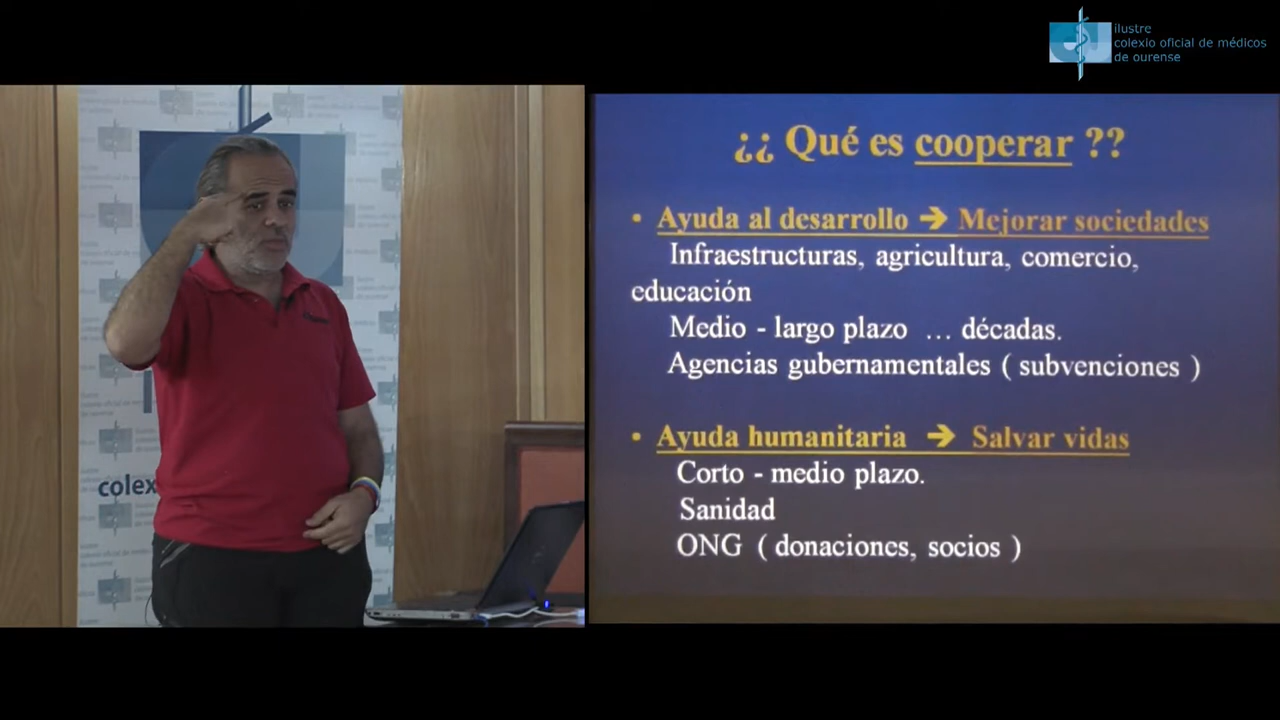 ilustre
colexio oficial de médicos
de ourense
¿¿ Qué es cooperar ??
• Ayuda al desarrollo ➔ Mejorar sociedades
Infraestructuras, agricultura, comercio,
educación
Medio - largo plazo … décadas.
Agencias gubernamentales ( subvenciones )
• Ayuda humanitaria ➔ Salvar vidas
Corto - medio plazo.
Sanidad
ONG ( donaciones, socios )
colex